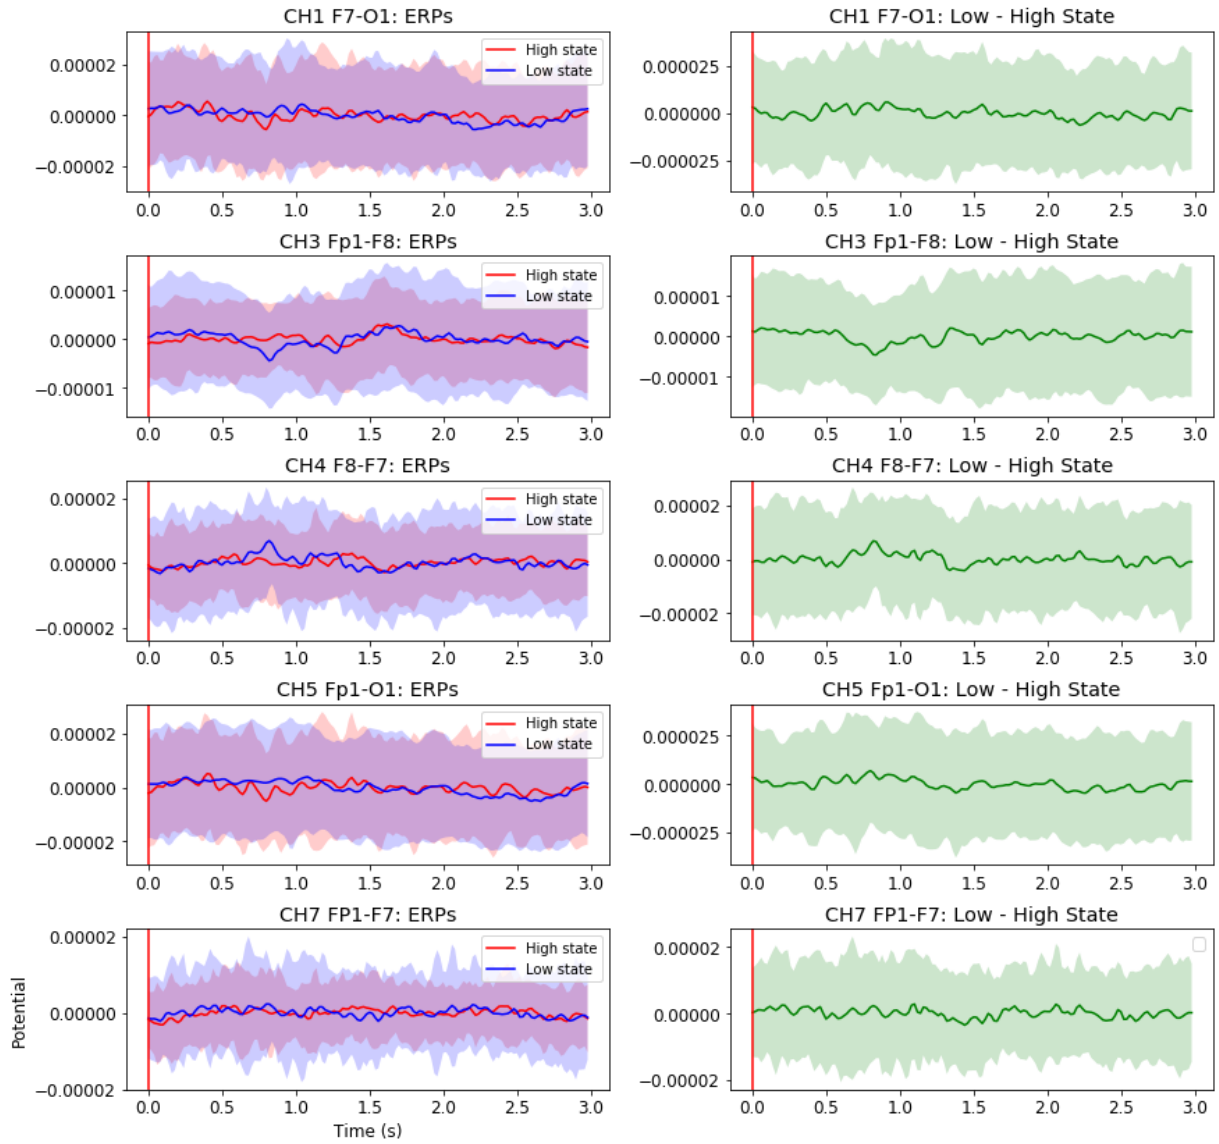 CH1 F7-O1: ERPs
0.00002
0.00000
−0.00002
High state
Low state
0.0 0.5 1.0 1.5 2.0 2.5 3.0
CH1 F7-O1: Low - High State
0.000025
0.000000
−0.000025
0.0 0.5 1.0 1.5 2.0 2.5 3.0
CH3 Fp1-F8: ERPs
0.00001
0.00000
−0.00001
High state
Low state
0.0 0.5 1.0 1.5 2.0 2.5 3.0
CH3 Fp1-F8: Low - High State
0.00001
0.00000
−0.00001
0.0 0.5 1.0 1.5 2.0 2.5 3.0
CH4 F8-F7: ERPs
0.00002
0.00000
−0.00002
High state
Low state
0.0 0.5 1.0 1.5 2.0 2.5 3.0
CH4 F8-F7: Low - High State
0.00002
0.00000
−0.00002
0.0 0.5 1.0 1.5 2.0 2.5 3.0
CH5 Fp1-O1: ERPs
0.00002
0.00000
−0.00002
High state
Low state
0.0 0.5 1.0 1.5 2.0 2.5 3.0
CH5 Fp1-O1: Low - High State
0.000025
0.000000
−0.000025
0.0 0.5 1.0 1.5 2.0 2.5 3.0
CH7 FP1-F7: ERPs
Potential
0.00002
0.00000
−0.00002
High state
Low state
0.0 0.5 1.0 1.5 2.0 2.5 3.0
Time (s)
CH7 FP1-F7: Low - High State
0.00002
0.00000
−0.00002
0.0 0.5 1.0 1.5 2.0 2.5 3.0